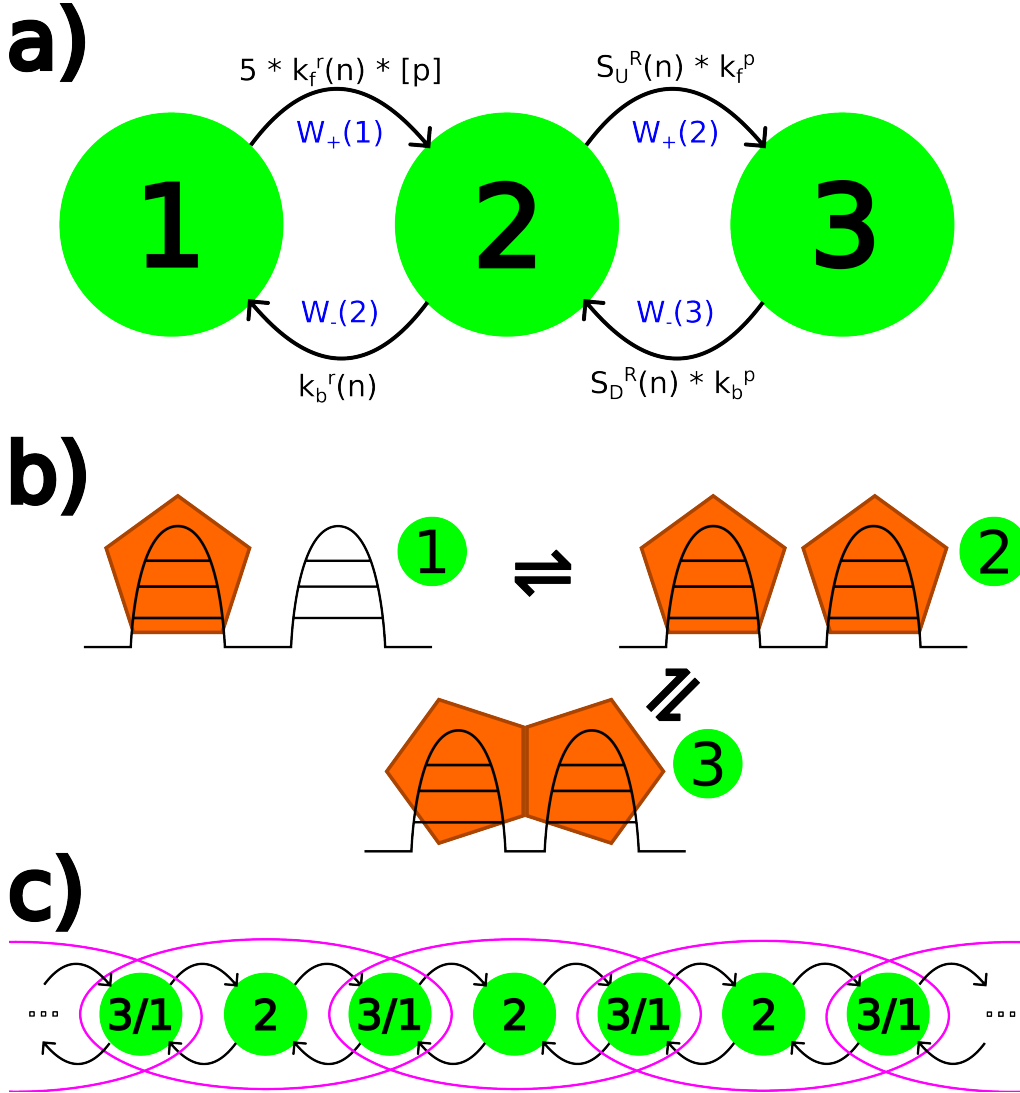 a)
5 * k_f^r(n) * [p]
S_U^R(n) * k_f^p
W_+(1)
W_+(2)
1
2
3
W_-(2)
W_-(3)
k_b^r(n)
S_D^R(n) * k_b^p
b)
1
⇌
2
⇌
3
c)
... 3/1 2 3/1 2 3/1 2 3/1 ...